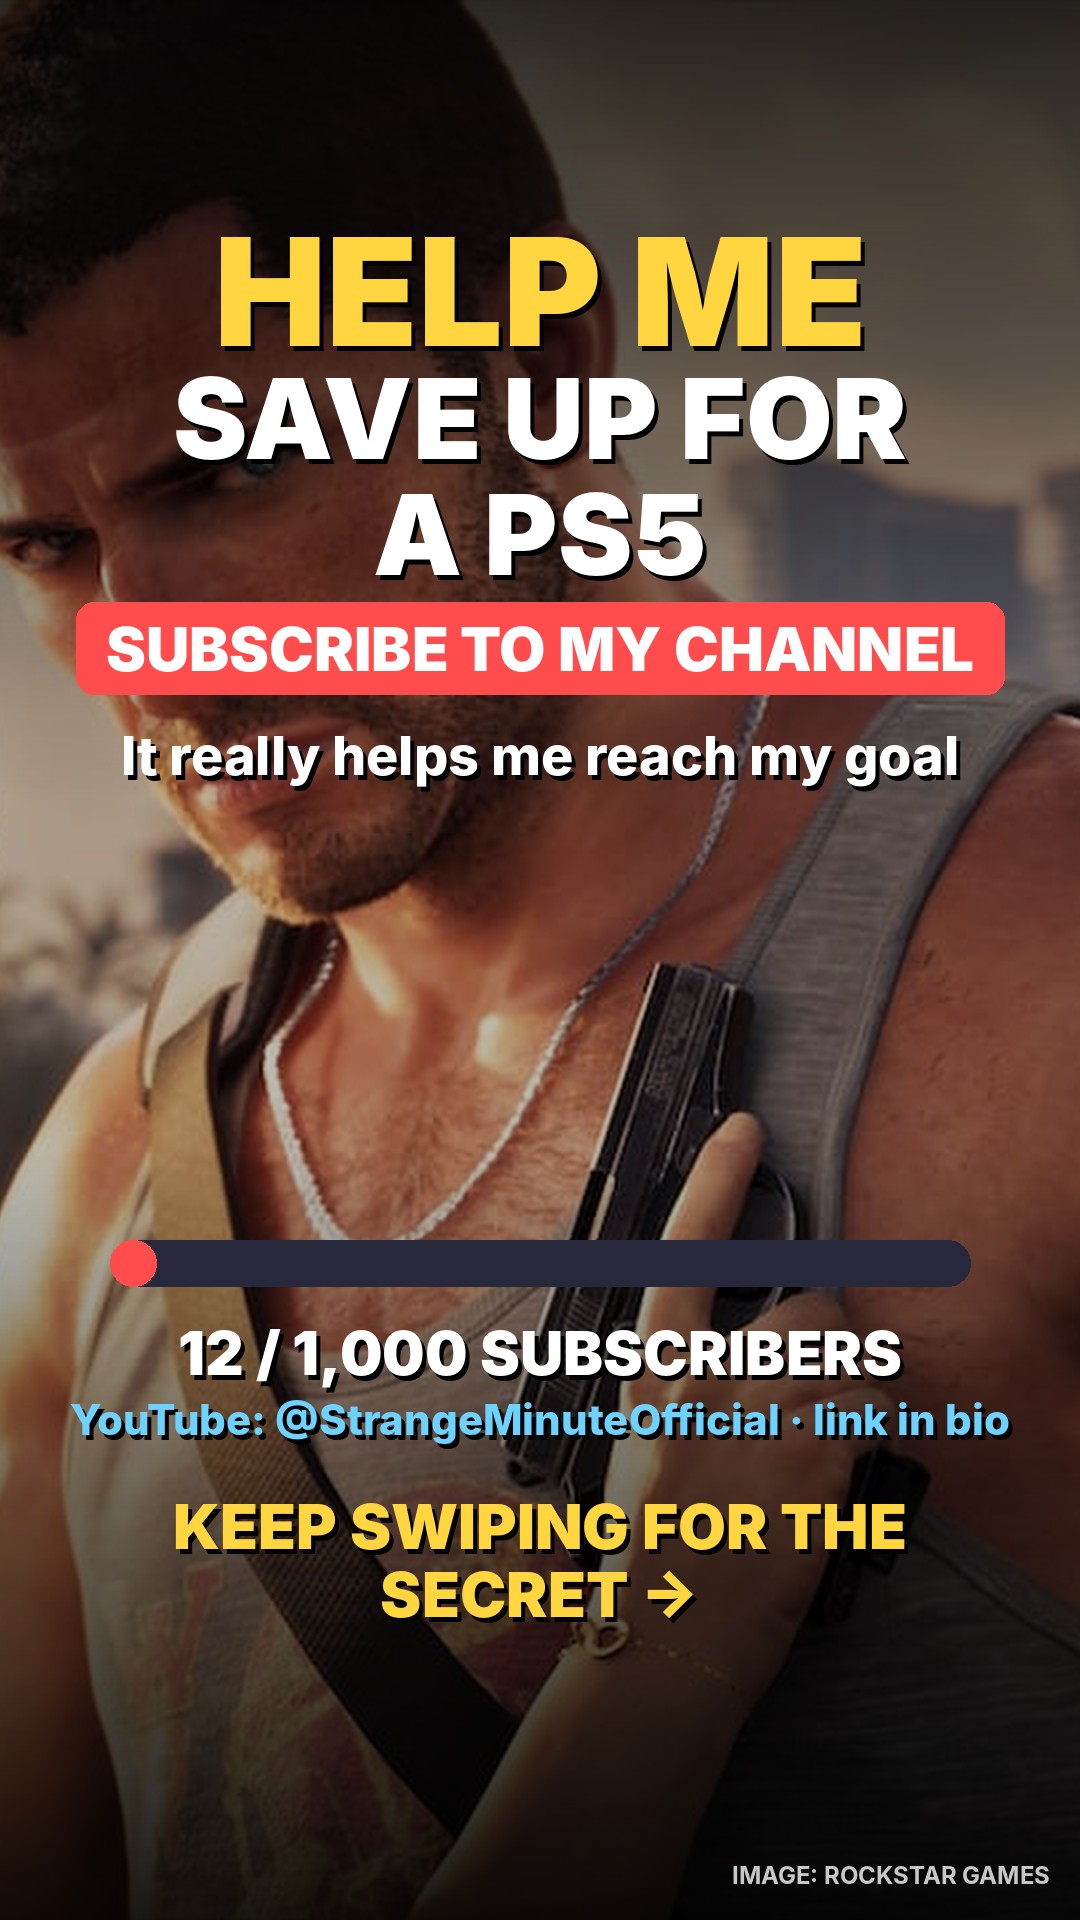 HELP ME
SAVE UP FOR
A PS5
SUBSCRIBE TO MY CHANNEL
It really helps me reach my goal
12 / 1,000 SUBSCRIBERS
YouTube: @StrangeMinuteOfficial · link in bio
KEEP SWIPING FOR THE
SECRET →
IMAGE: ROCKSTAR GAMES